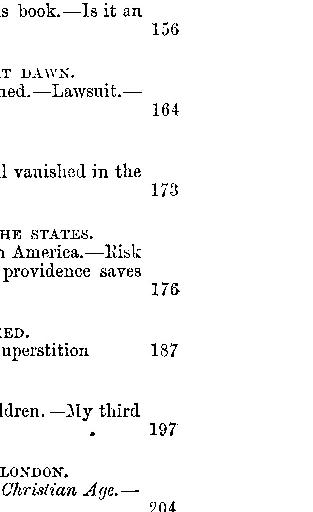 s book.—Is it an
156
T DAWN.
ned.—Lawsuit.—
164
l vanished in the
173
HE STATES.
n America.—Risk
providence saves
176
ED.
uperstition 187
ldren.—My third
197
LONDON.
Christian Age.—
204